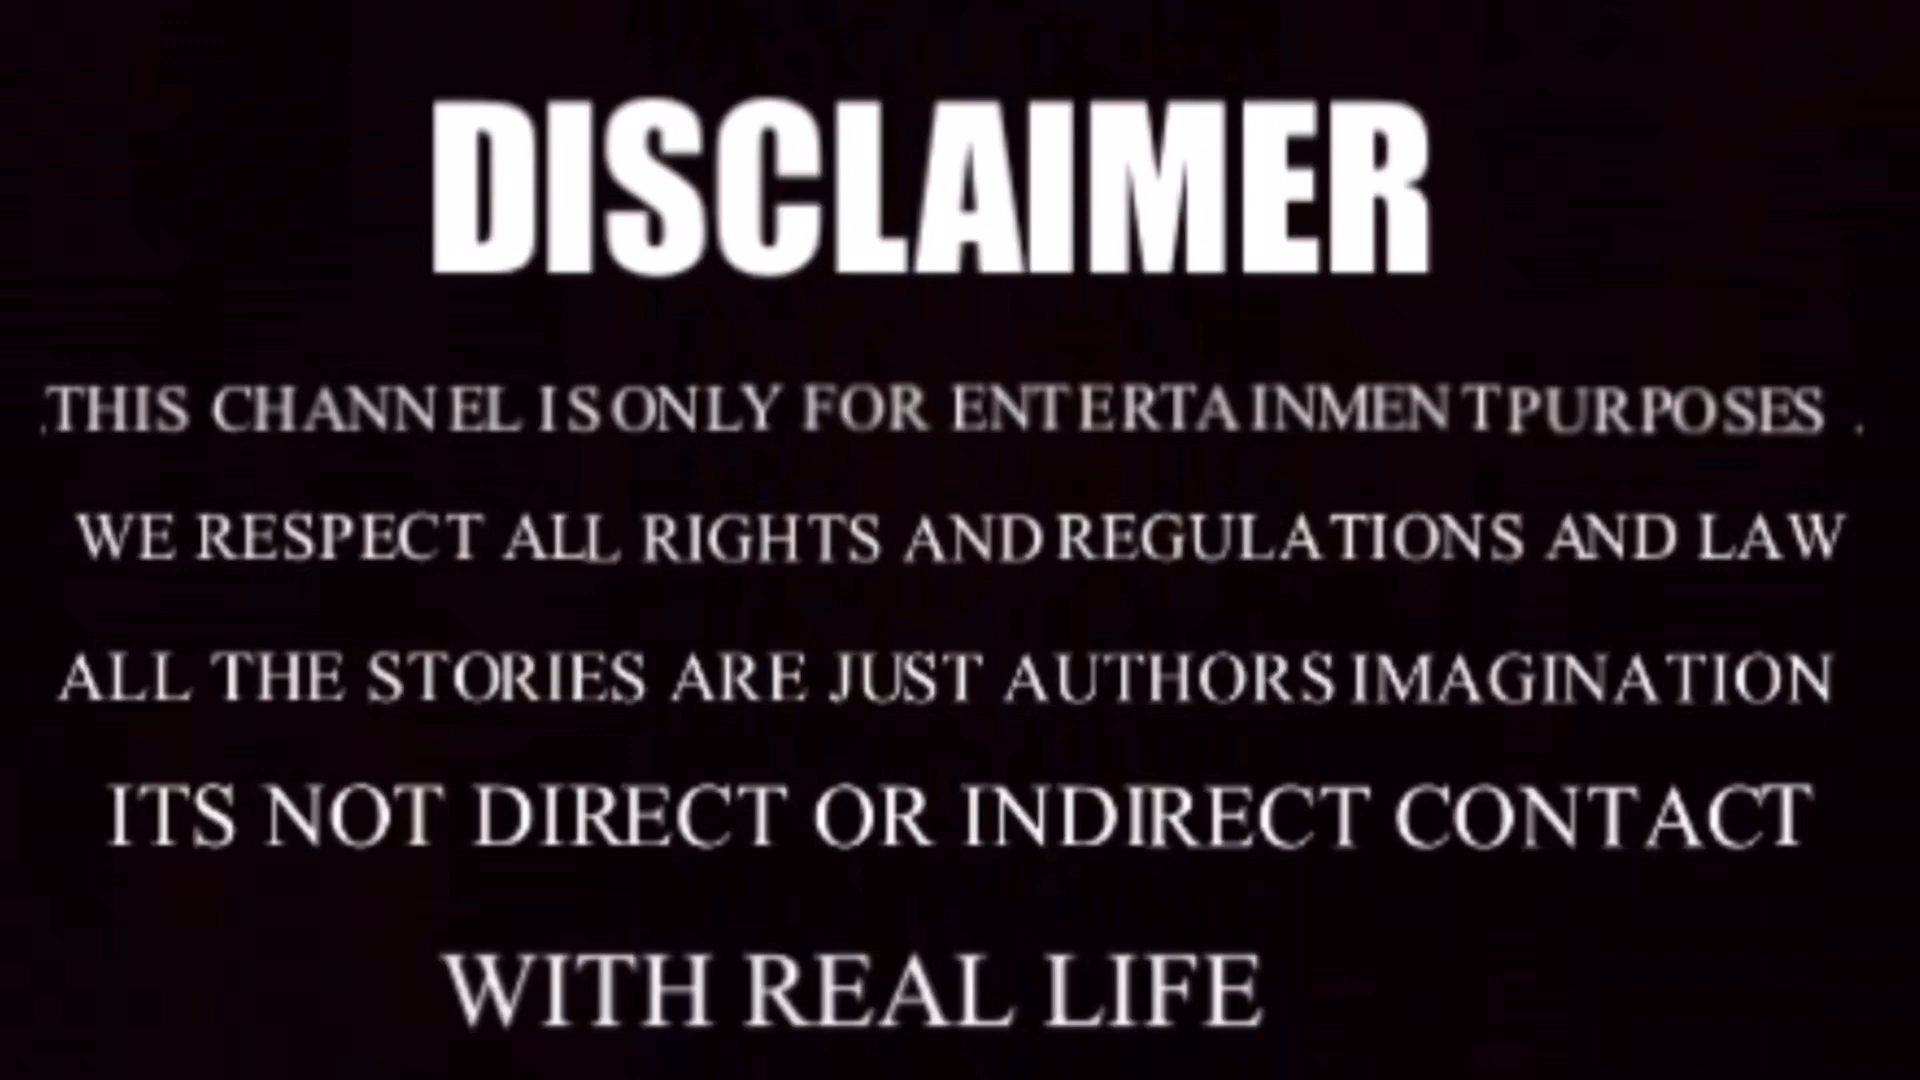 DISCLAIMER
.THIS CHANNEL IS ONLY FOR ENTERTAINMENT PURPOSES .
WE RESPECT ALL RIGHTS AND REGULATIONS AND LAW
ALL THE STORIES ARE JUST AUTHORS IMAGINATION
ITS NOT DIRECT OR INDIRECT CONTACT
WITH REAL LIFE